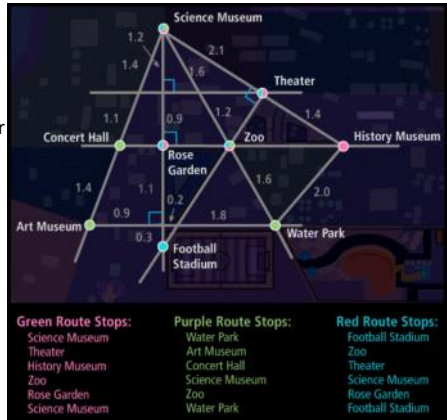 Science Museum
1.2
2.1
1.4
1.6
Theater
r
1.1
0.9
1.2
1.4
Concert Hall
Zoo
History Museum
Rose
Garden
1.4
1.1
0.2
1.6
2.0
0.9
1.8
Art Museum
Water Park
0.3
Football
Stadium
Green Route Stops:
Science Museum
Theater
History Museum
Zoo
Rose Garden
Science Museum
Purple Route Stops:
Water Park
Art Museum
Concert Hall
Science Museum
Zoo
Water Park
Red Route Stops:
Football Stadium
Zoo
Theater
Science Museum
Rose Garden
Football Stadium